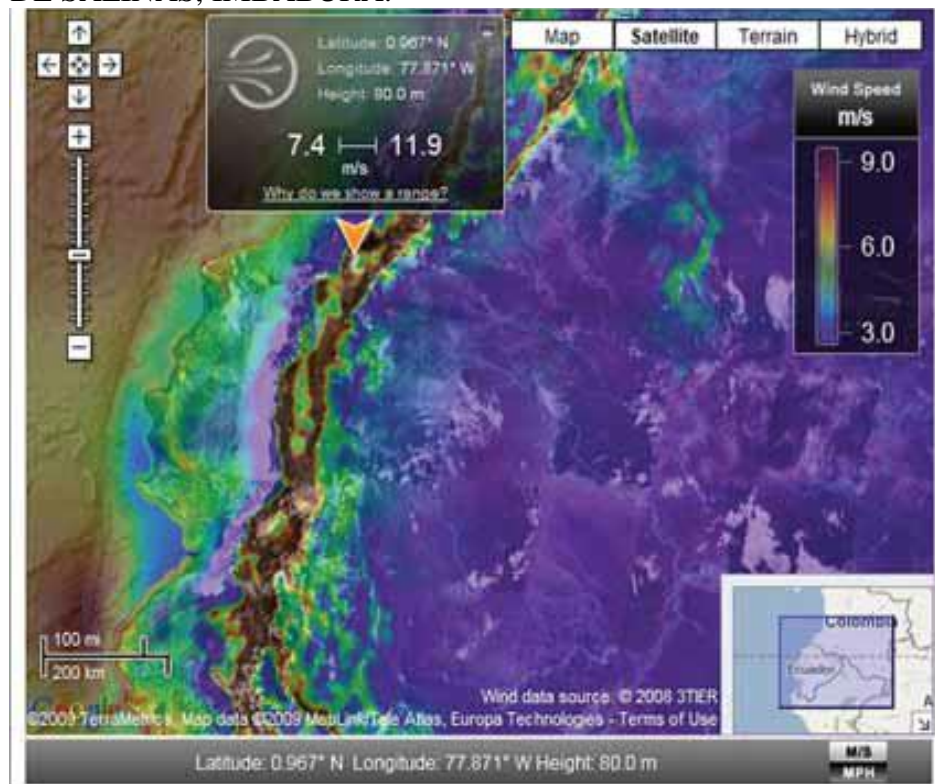 DE SALINAS, IMBABURA.
Latitude: 0.967° N
Longitude: 77.871° W
Height: 80.0 m
7.4 11.9
m/s
Why do we show a range?
Map Satellite Terrain Hybrid
Wind Speed
m/s
9.0
6.0
3.0
100 mi
200 km
Colombia
Ecuador
A
Wind data source: © 2008 3TIER
©2009 TerraMetrics, Map data ©2009 MapLink/Tele Atlas, Europa Technologies - Terms of Use
Latitude: 0.967° N Longitude: 77.871° W Height: 80.0 m
M/S
MPH